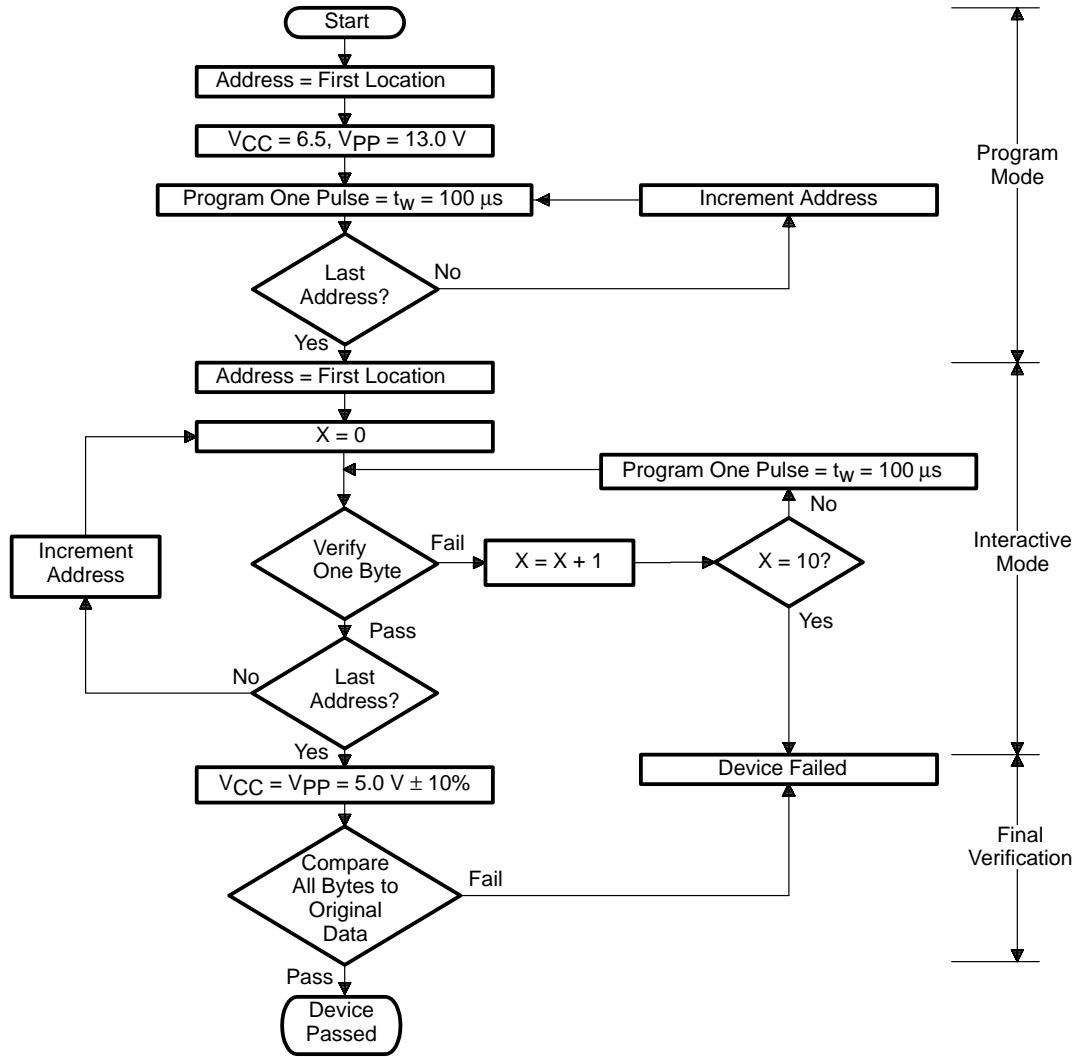 Start
Address = First Location
VCC = 6.5, VPP = 13.0 V
Program One Pulse = tW = 100 μs
Increment Address
Last
Address?
No
Yes
Program
Mode
Address = First Location
X = 0
Program One Pulse = tW = 100 μs
No
Increment
Address
Verify
One Byte
Fail
X = X + 1
X = 10?
Interactive
Mode
Pass
Yes
No
Last
Address?
Yes
VCC = VPP = 5.0 V ± 10%
Device Failed
Compare
All Bytes to
Original
Data
Fail
Final
Verification
Pass
Device
Passed